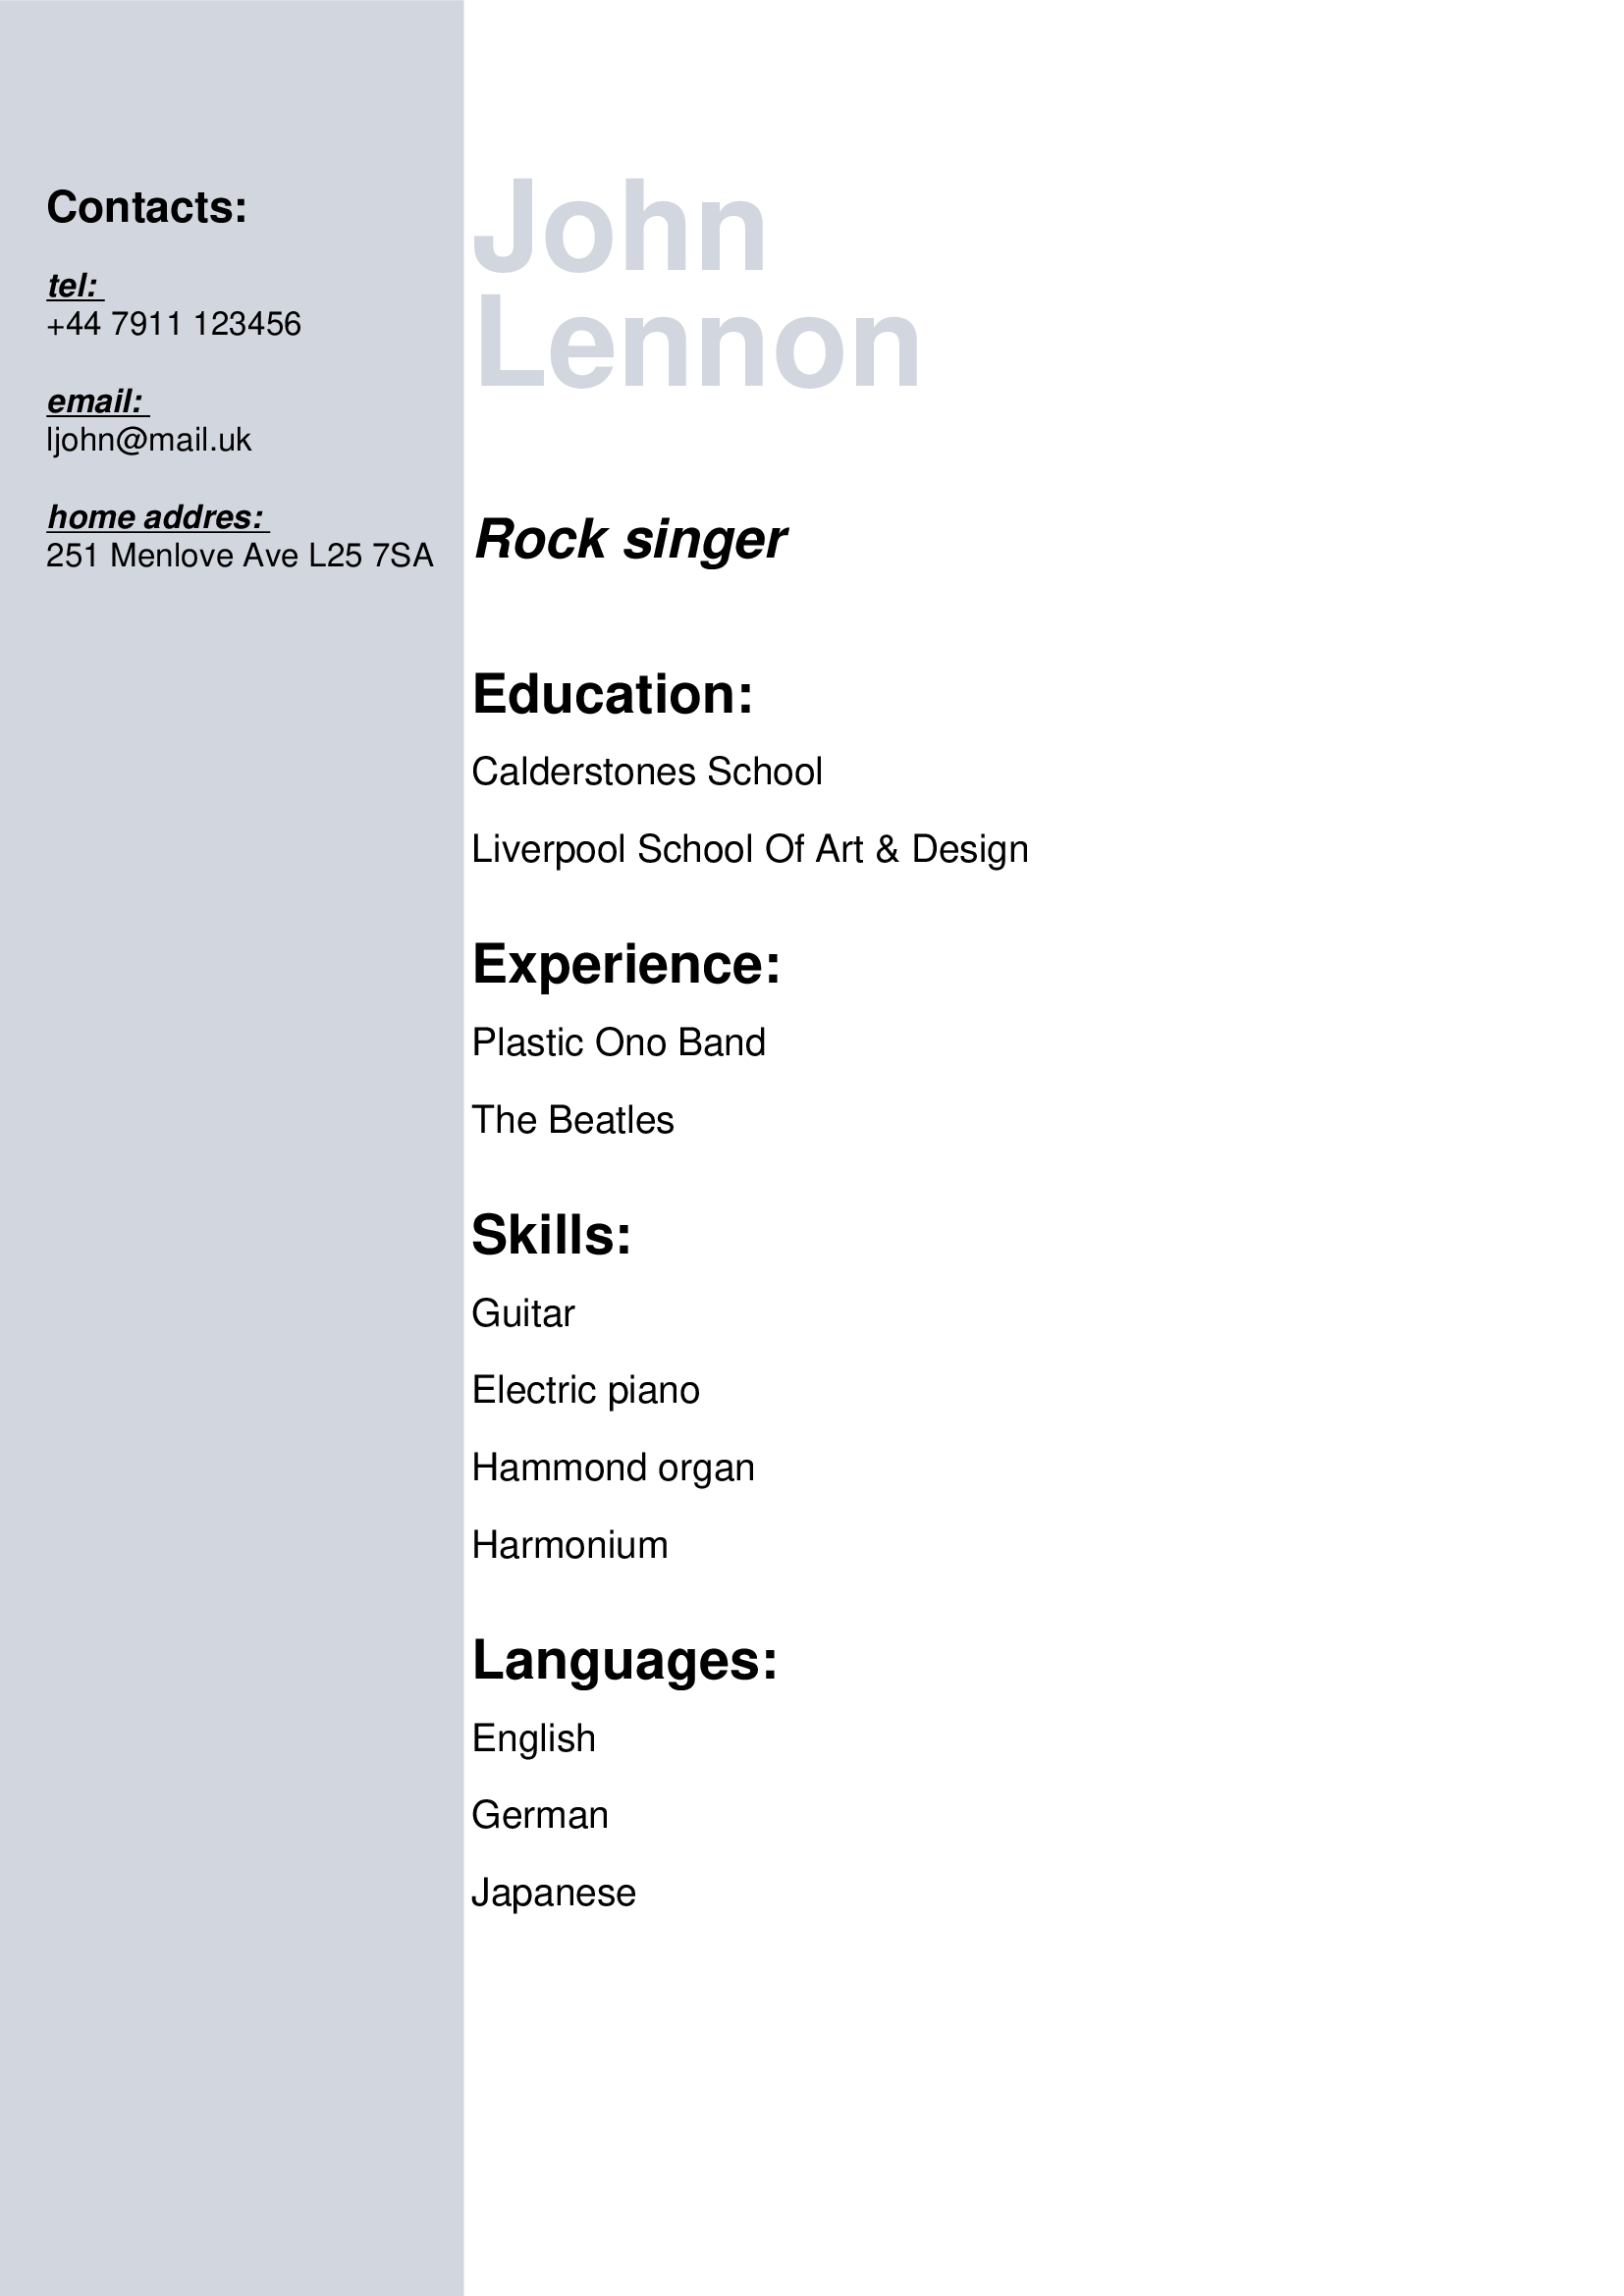 Contacts:
tel:
+44 7911 123456
email:
ljohn@mail.uk
home addres:
251 Menlove Ave L25 7SA
John
Lennon
Rock singer
Education:
Calderstones School
Liverpool School Of Art & Design
Experience:
Plastic Ono Band
The Beatles
Skills:
Guitar
Electric piano
Hammond organ
Harmonium
Languages:
English
German
Japanese